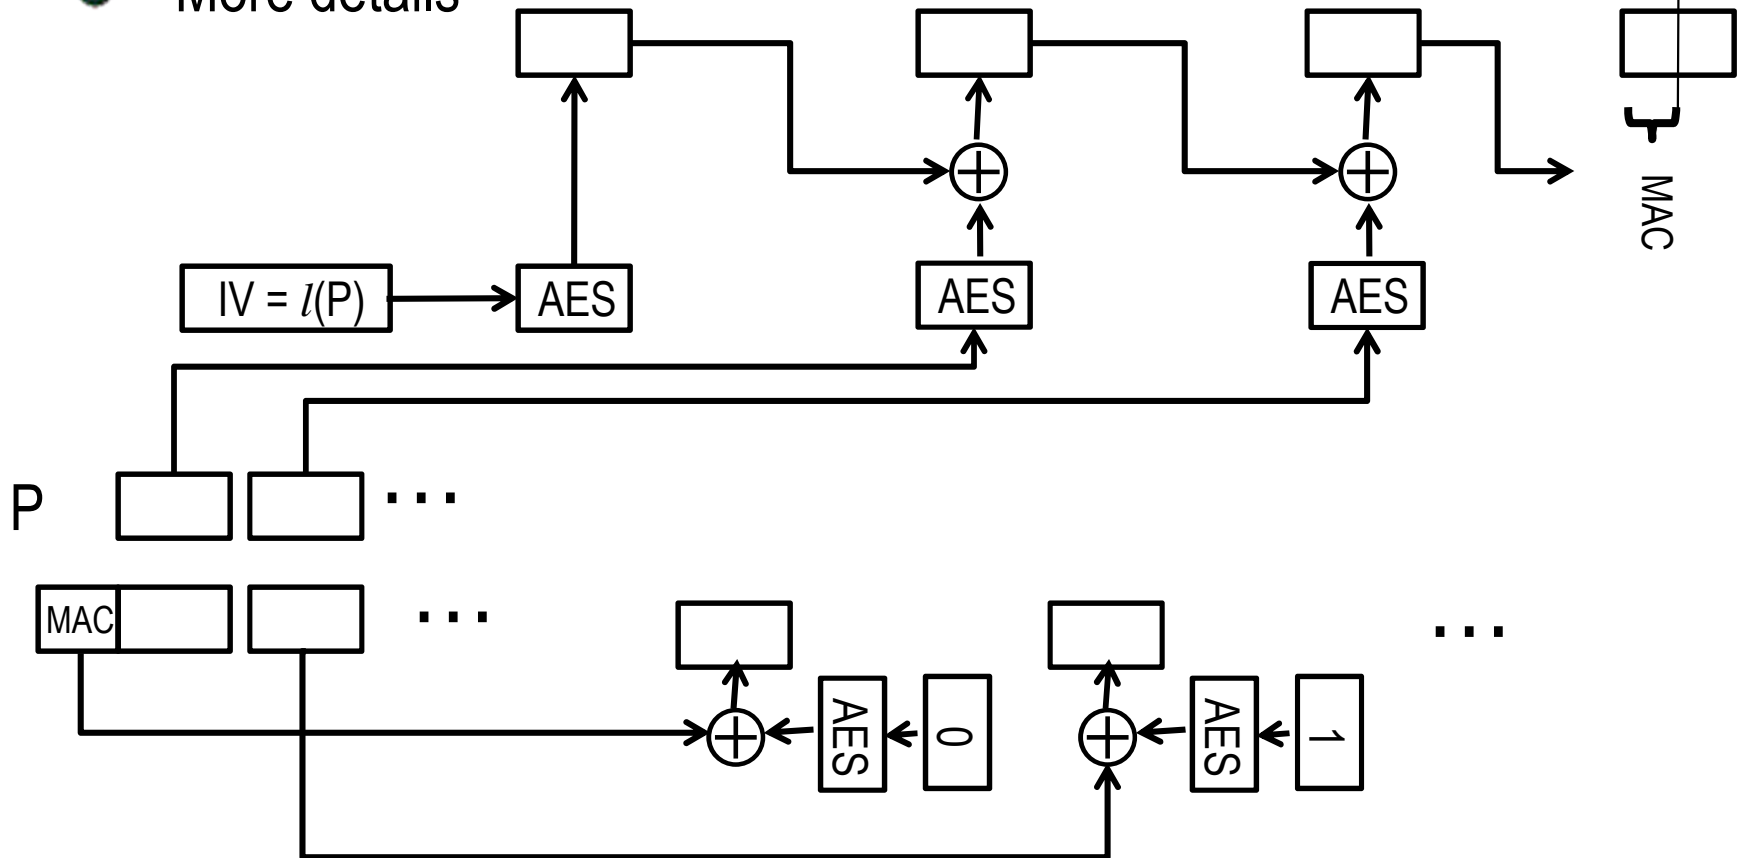 More details
MAC
IV = l(P)
AES
AES
AES
P
...
MAC
...
AES
0
AES
1
...